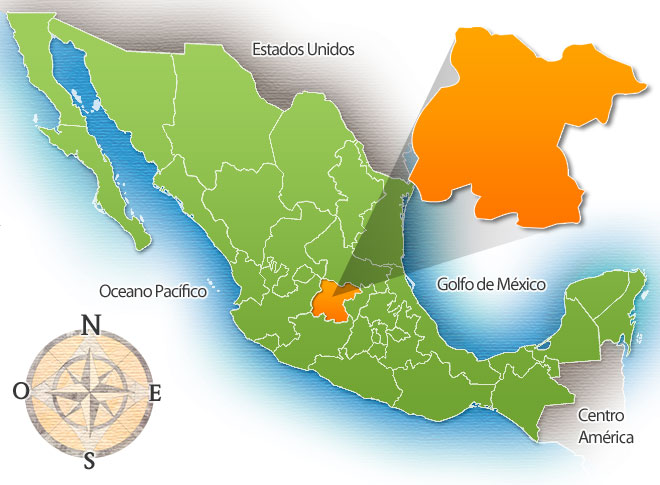 Estados Unidos
Oceano Pacífico
Golfo de México
N
O
E
S
Centro
América